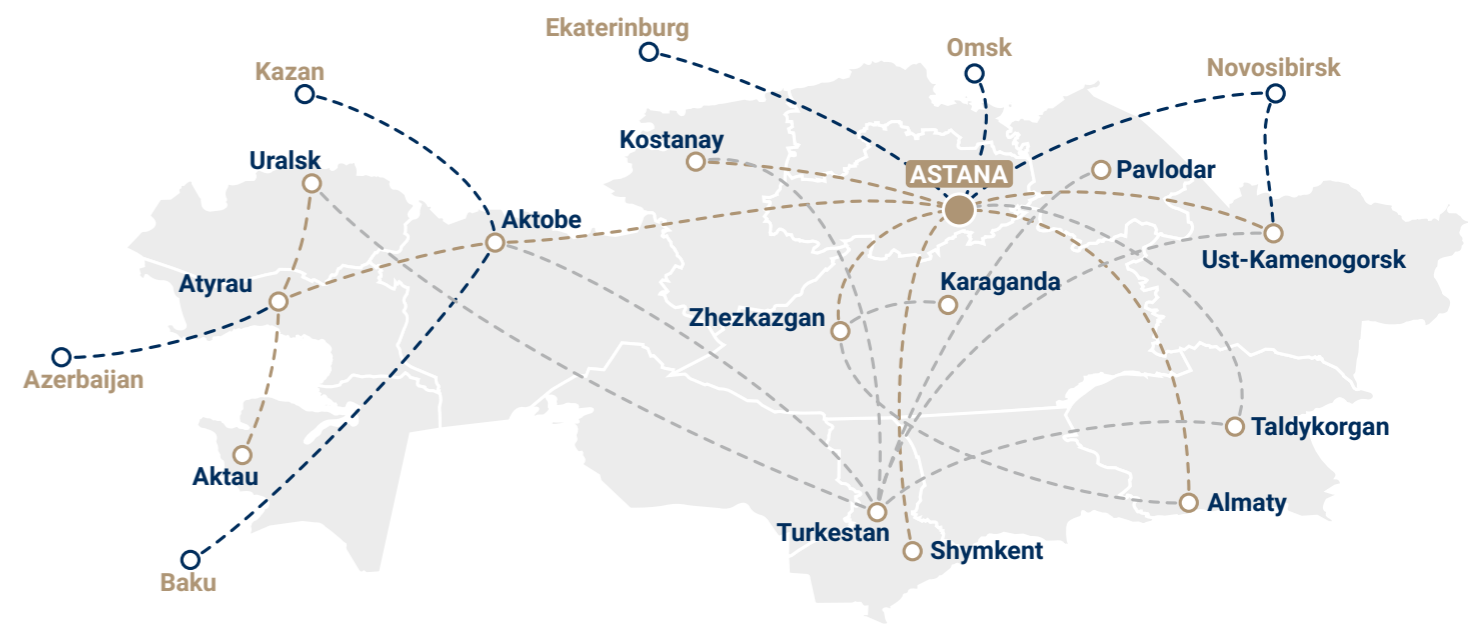 Ekaterinburg
Omsk
Kazan
Novosibirsk
Kostanay
Uralsk
ASTANA
Pavlodar
Aktobe
Ust-Kamenogorsk
Atyrau
Karaganda
Zhezkazgan
Azerbaijan
Taldykorgan
Aktau
Almaty
Turkestan
Shymkent
Baku